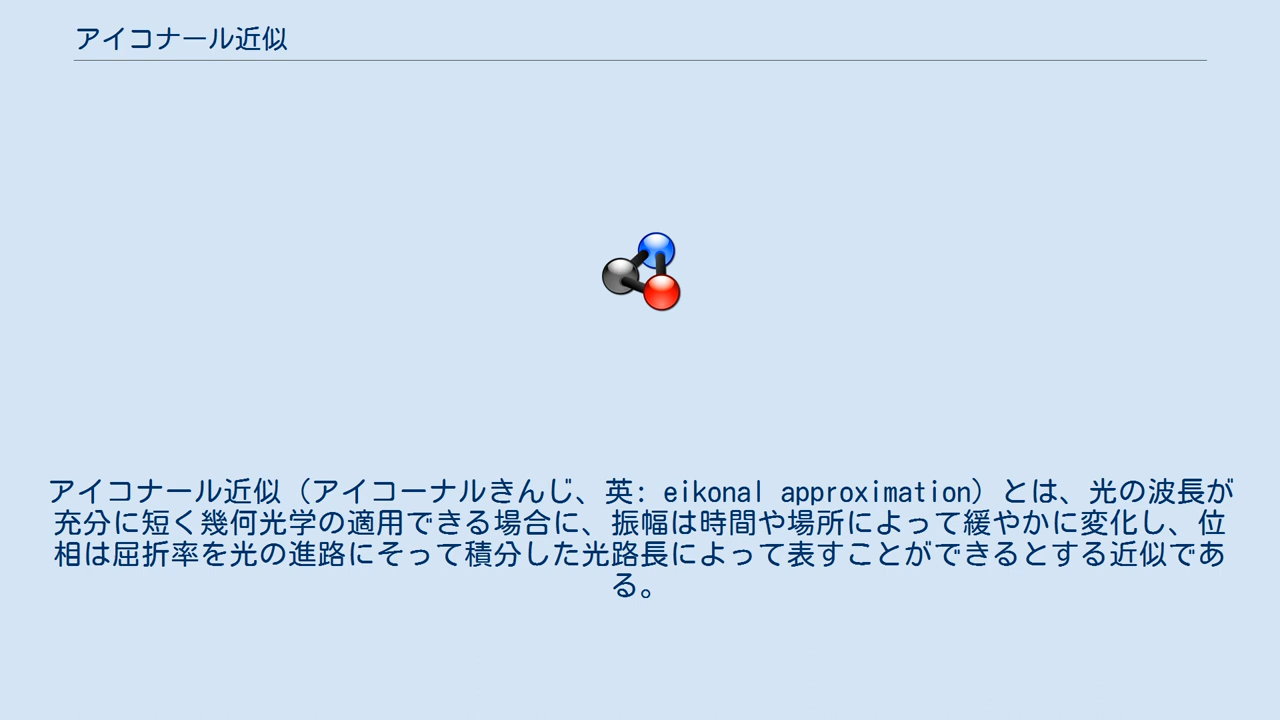 アイコナール近似
アイコナール近似（アイコーナルきんじ、英: eikonal approximation）とは、光の波長が
充分に短く幾何光学の適用できる場合に、振幅は時間や場所によって緩やかに変化し、位
相は屈折率を光の進路にそって積分した光路長によって表すことができるとする近似であ
る。